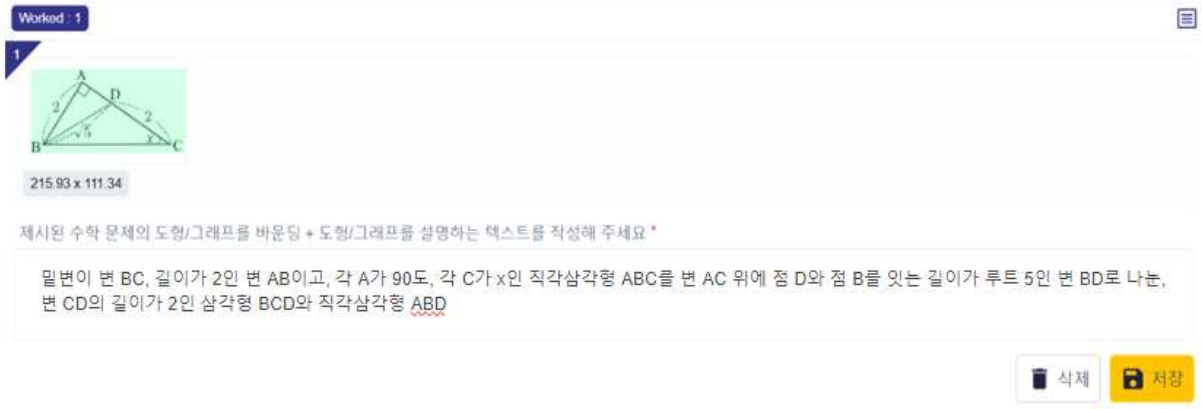 Worked : 1
1
A
D
2
2
√5
B
x
C
215.93 x 111.34
제시된 수학 문제의 도형/그래프를 바운딩 + 도형/그래프를 설명하는 텍스트를 작성해 주세요 *
밑변이 변 BC, 길이가 2인 변 AB이고, 각 A가 90도, 각 C가 x인 직각삼각형 ABC를 변 AC 위에 점 D와 점 B를 잇는 길이가 루트 5인 변 BD로 나눈,
변 CD의 길이가 2인 삼각형 BCD와 직각삼각형 ABD
삭제
저장